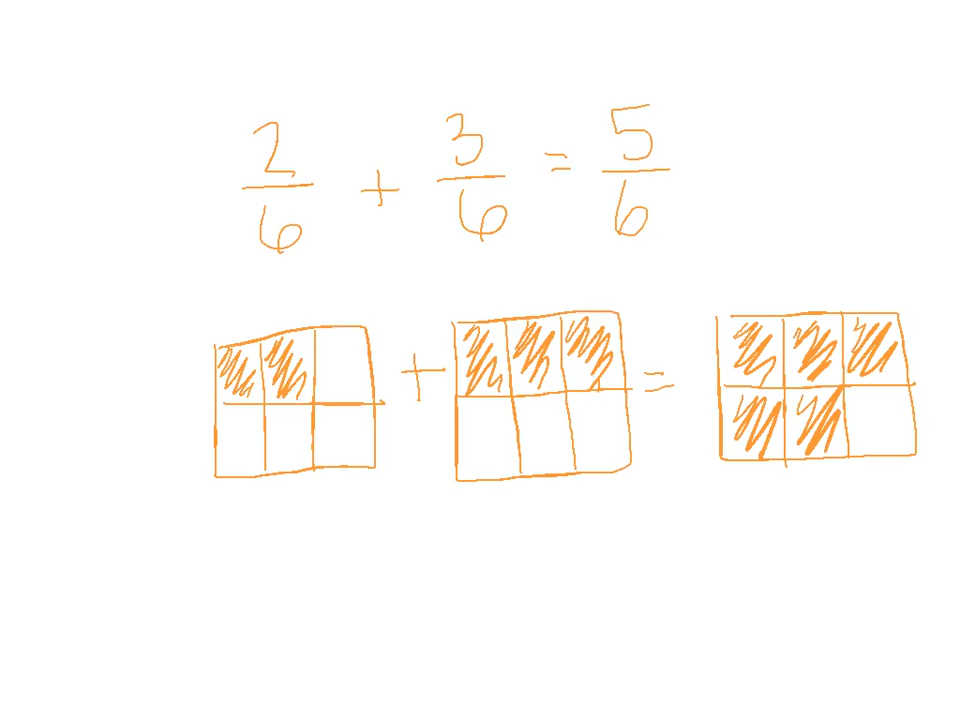 2/6 + 3/6 = 5/6
+ =